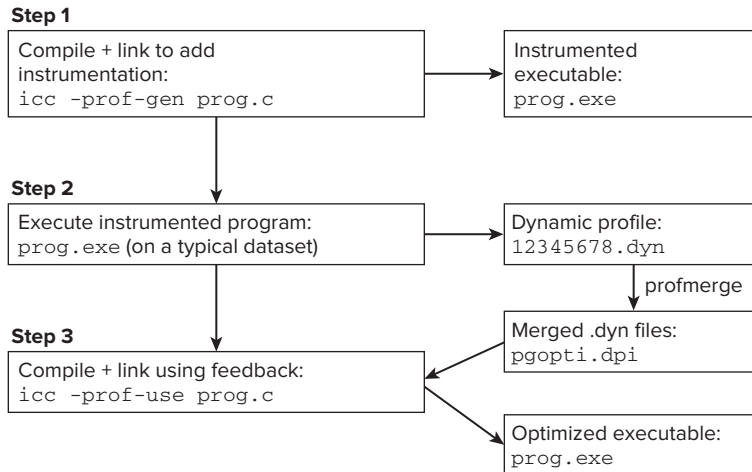 Step 1
Compile + link to add
instrumentation:
icc -prof-gen prog.c
Instrumented
executable:
prog.exe
Step 2
Execute instrumented program:
prog.exe (on a typical dataset)
Dynamic profile:
12345678.dyn
profmerge
Merged .dyn files:
pgopti.dpi
Step 3
Compile + link using feedback:
icc -prof-use prog.c
Optimized executable:
prog.exe